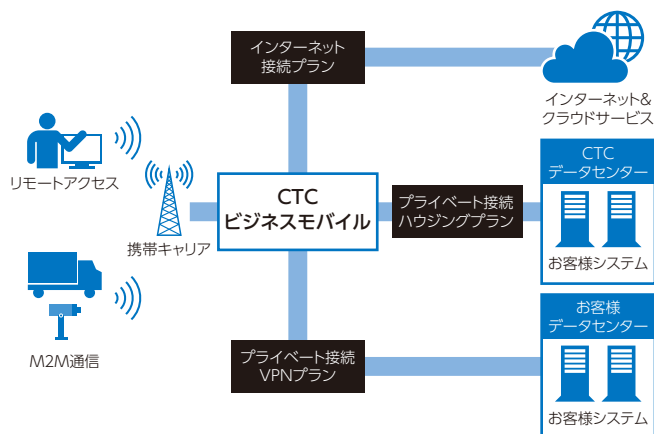 インターネット
接続プラン
インターネット&
クラウドサービス
リモートアクセス
携帯キャリア
CTC
ビジネスモバイル
プライベート接続
ハウジングプラン
CTC
データセンター
お客様システム
M2M通信
プライベート接続
VPNプラン
お客様
データセンター
お客様システム